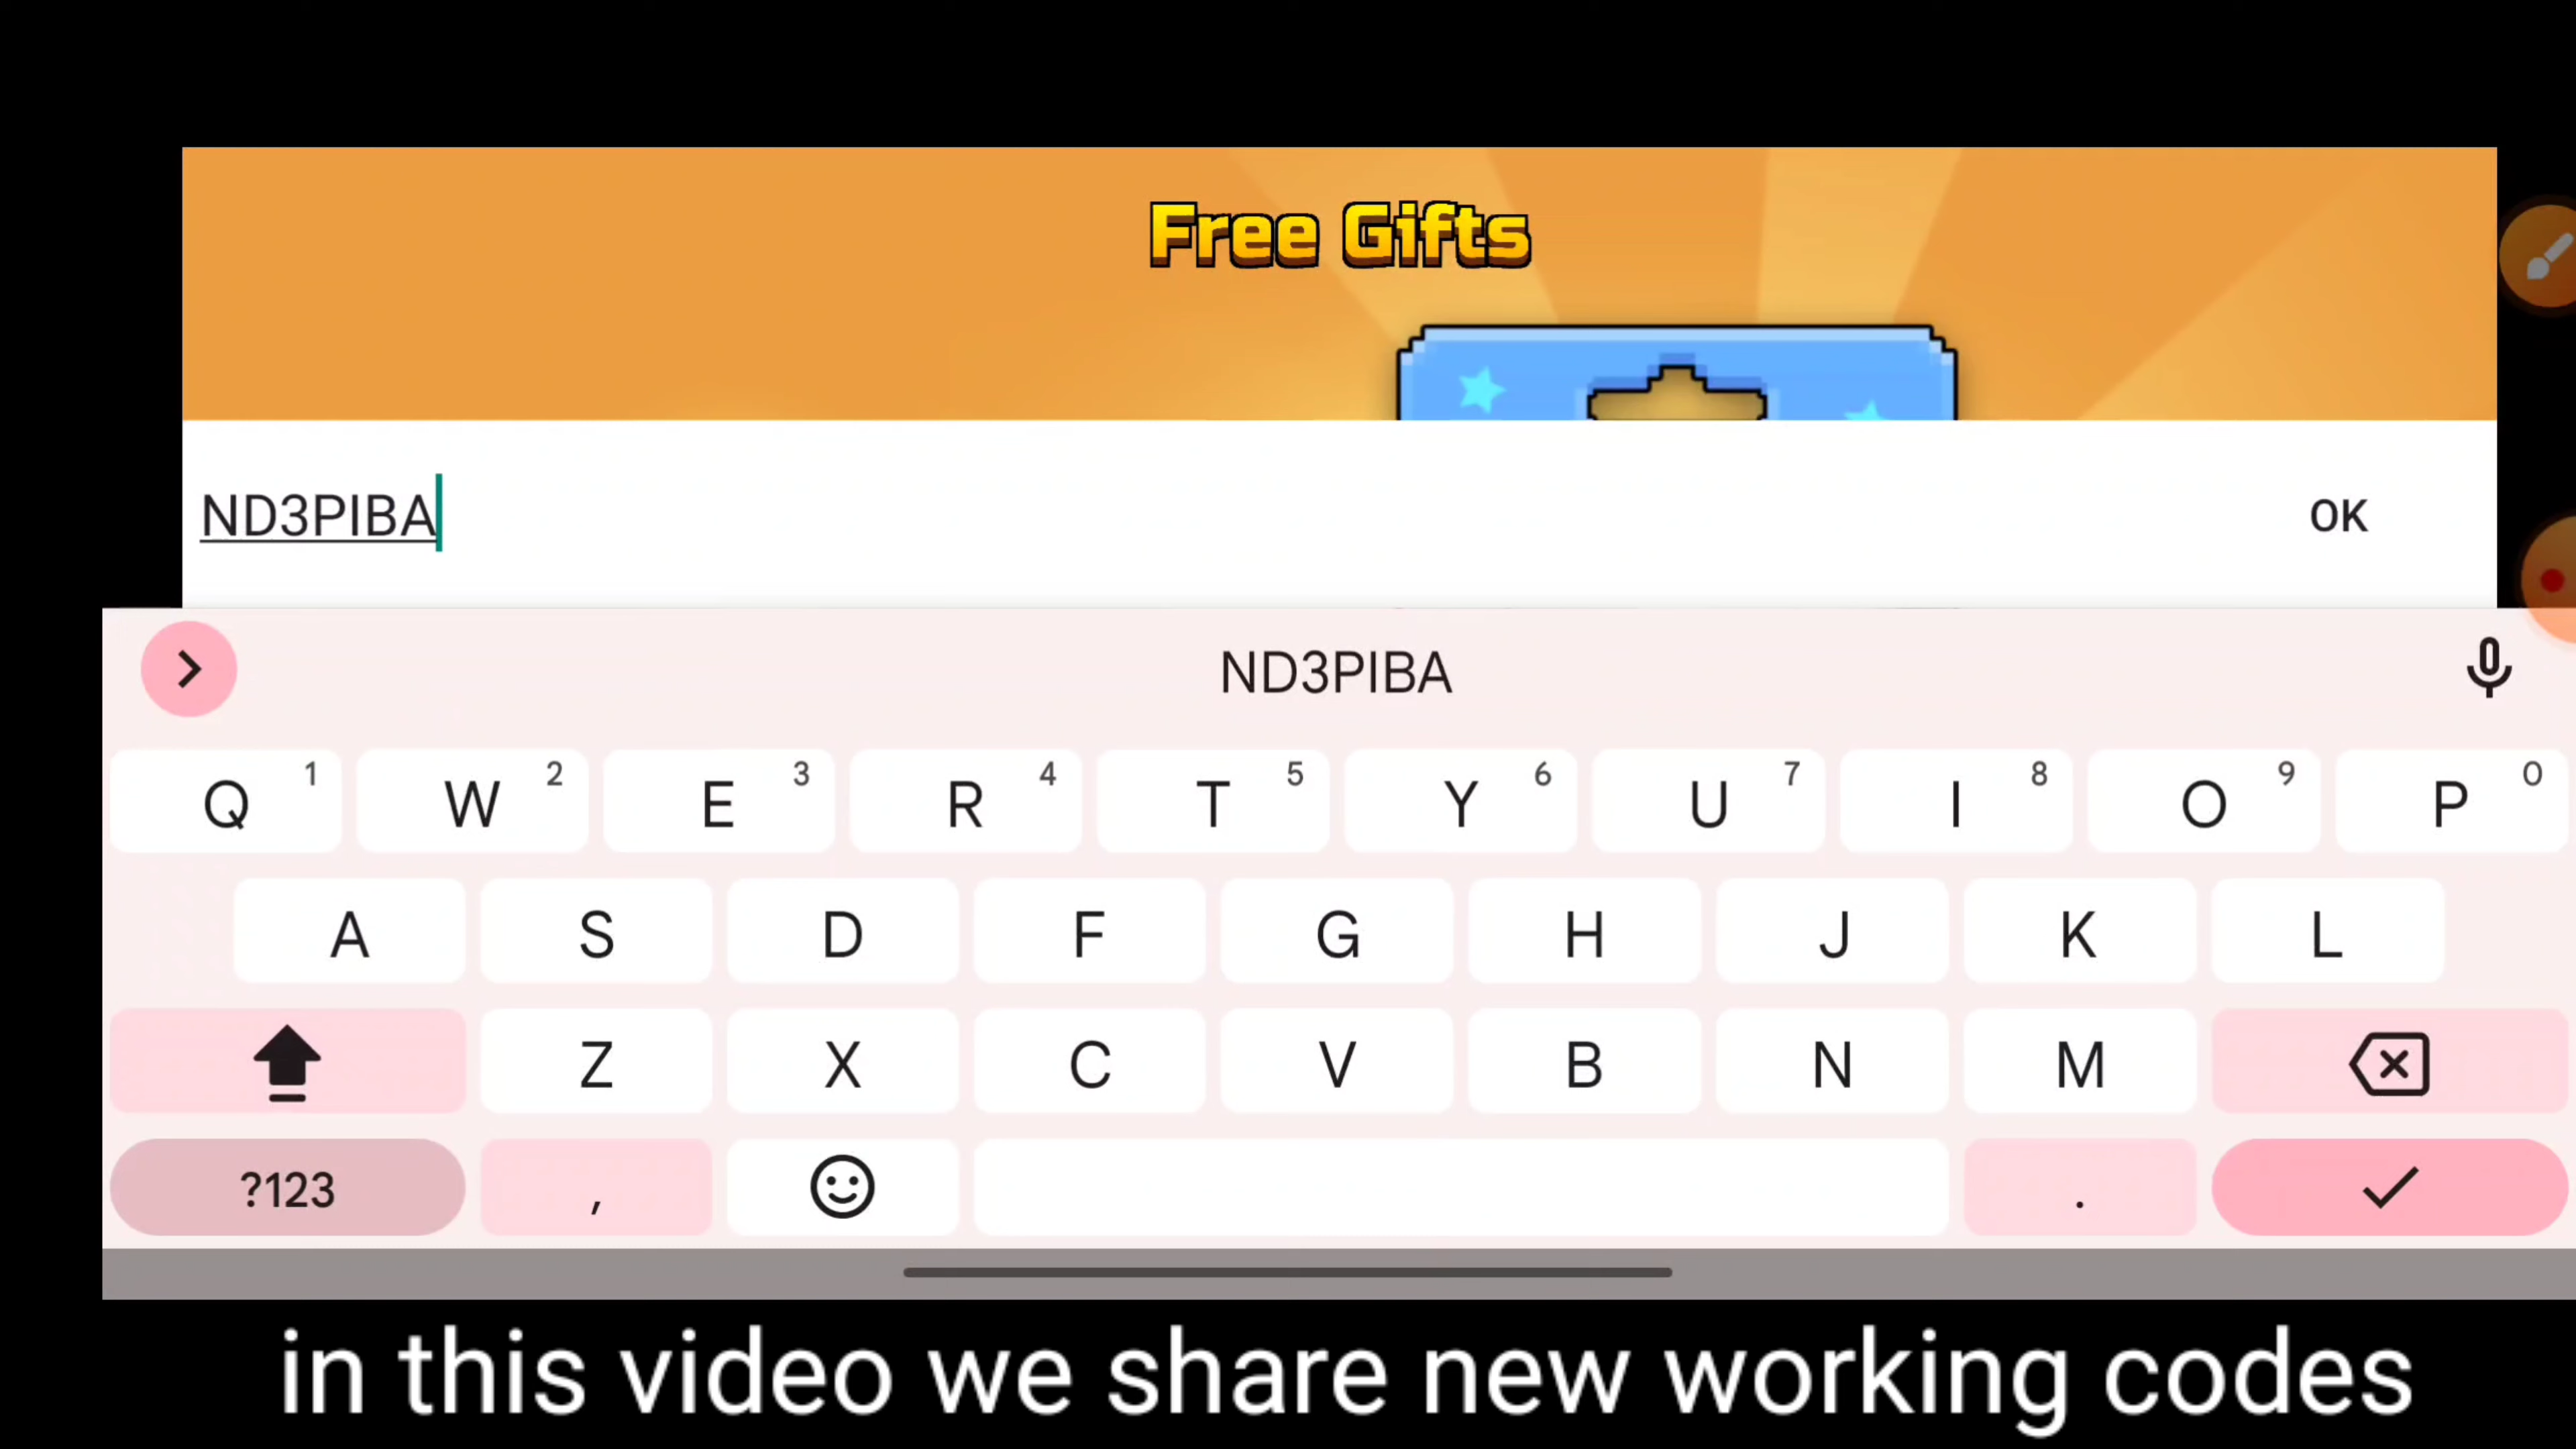 Free Gifts
ND3PIBA
OK
ND3PIBA
Q 1 W 2 E 3 R 4 T 5 Y 6 U 7 I 8 O 9 P 0
A S D F G H J K L
Z X C V B N M
?123 , .
in this video we share new working codes